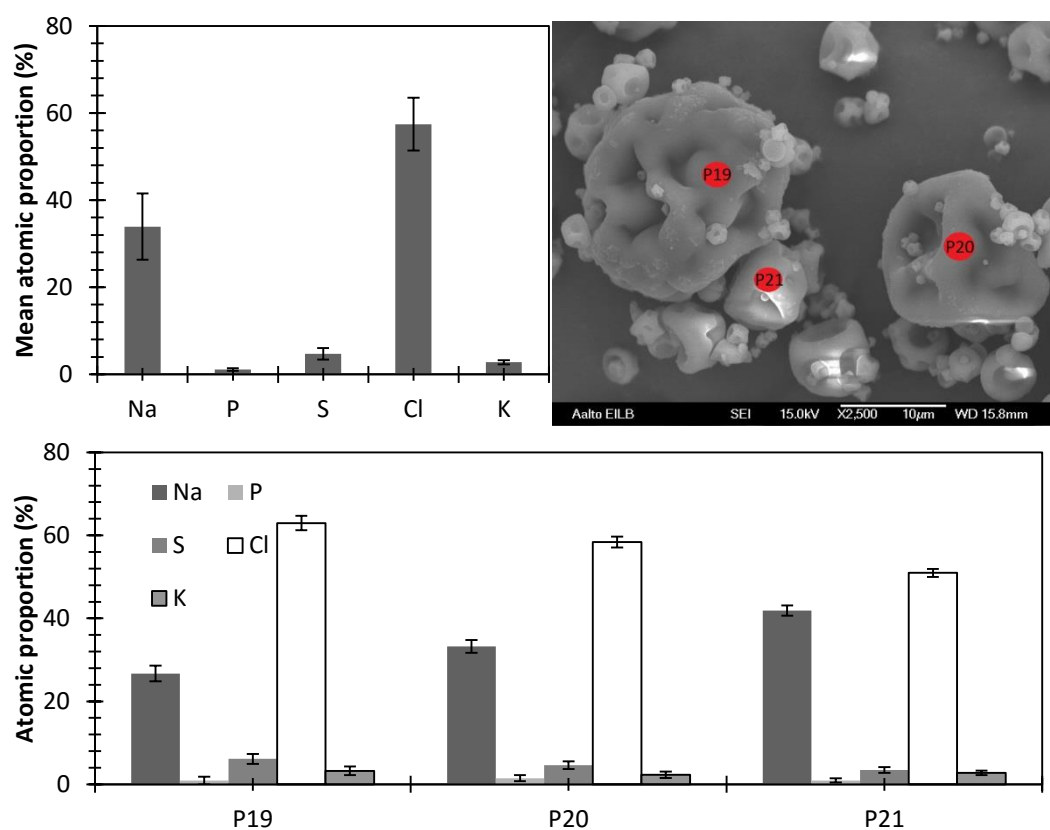 Mean atomic proportion (%)
80
60
40
20
0
Na P S Cl K
P19
P20
P21
Aalto EILB SEI 15.0kV X2,500 10µm WD 15.8mm
Atomic proportion (%)
80
60
40
20
0
Na P
S Cl
K
P19 P20 P21